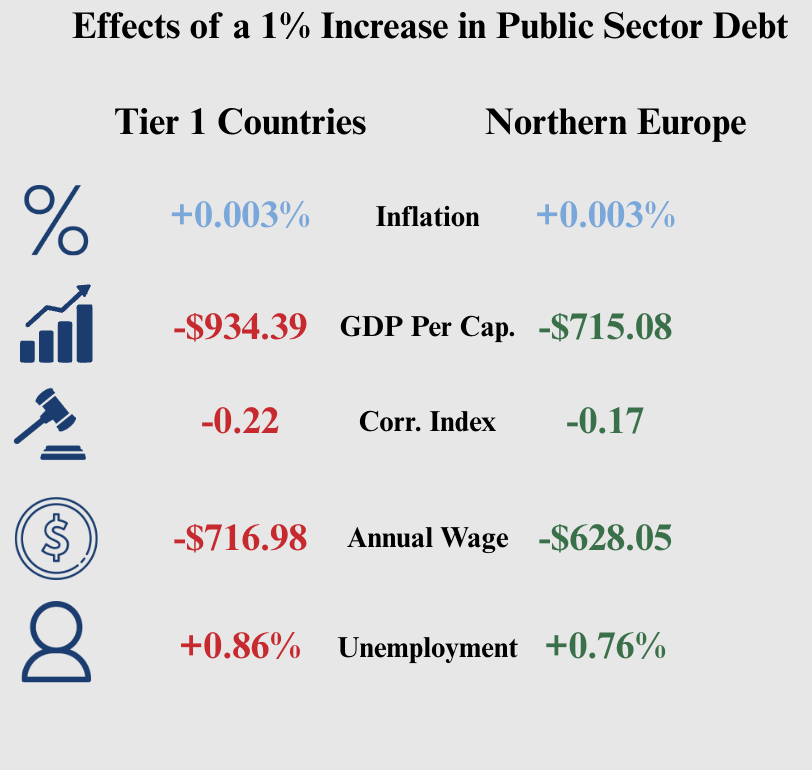 Effects of a 1% Increase in Public Sector Debt
Tier 1 Countries Northern Europe
+0.003% Inflation +0.003%
-$934.39 GDP Per Cap. -$715.08
-0.22 Corr. Index -0.17
-$716.98 Annual Wage -$628.05
+0.86% Unemployment +0.76%